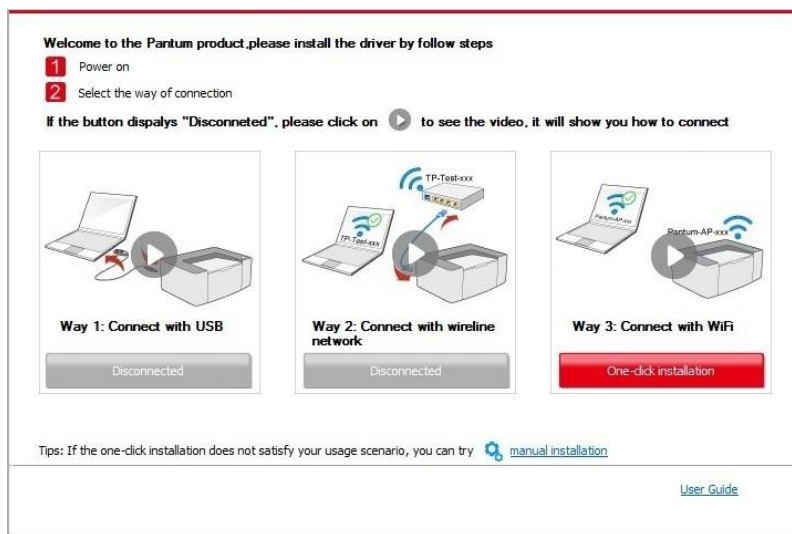 Welcome to the Pantum product,please install the driver by follow steps
1 Power on
2 Select the way of connection
If the button dispalys "Disconneted", please click on to see the video, it will show you how to connect
TP-Test-xxx
TP-Test-xxx
Pantum-AP-xxx
Pantum-AP-xxx
Way 1: Connect with USB
Way 2: Connect with wireline
network
Way 3: Connect with WiFi
Disconnected
Disconnected
One-click installation
Tips: If the one-click installation does not satisfy your usage scenario, you can try manual installation
User Guide